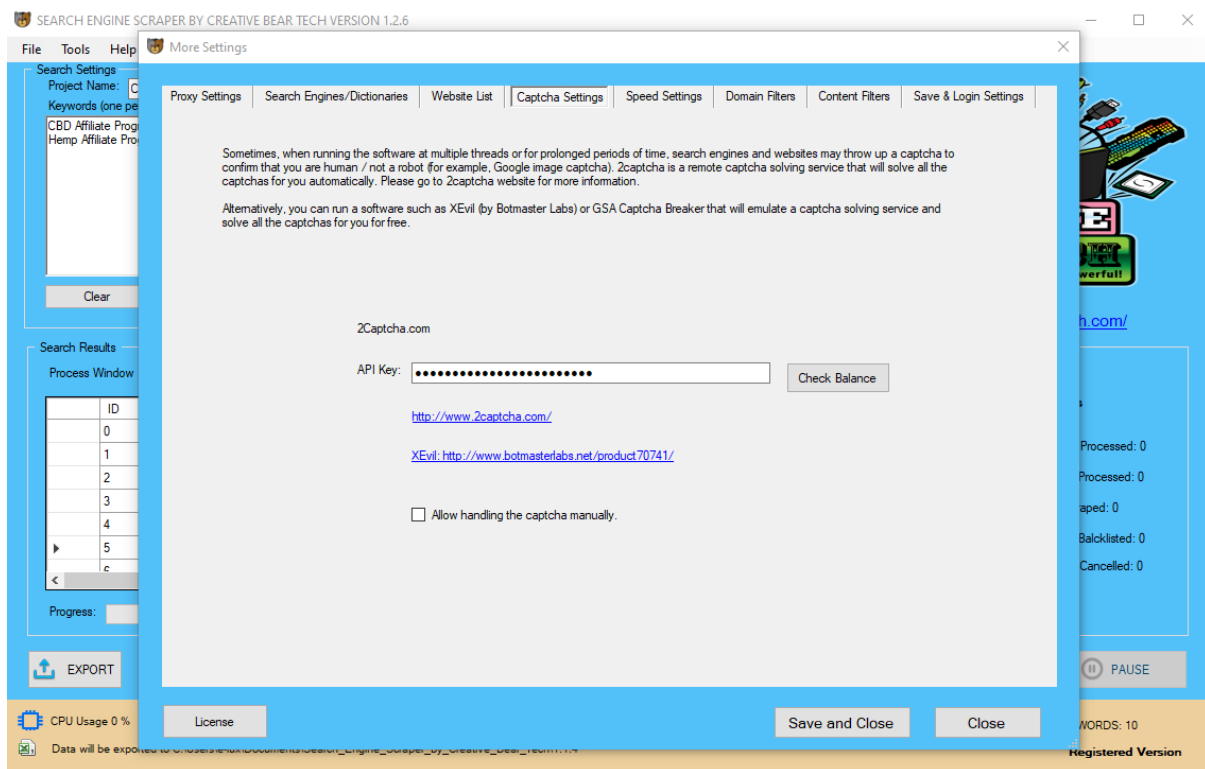 SEARCH ENGINE SCRAPER BY CREATIVE BEAR TECH VERSION 1.2.6
File Tools Help
More Settings
Search Settings
Project Name: C
Keywords (one pe
CBD Affiliate Prog
Hemp Affiliate Pro
Clear
Search Results
Process Window
ID
0
1
2
3
4
5
6
Progress:
EXPORT
Proxy Settings Search Engines/Dictionaries Website List Captcha Settings Speed Settings Domain Filters Content Filters Save & Login Settings
Sometimes, when running the software at multiple threads or for prolonged periods of time, search engines and websites may throw up a captcha to
confirm that you are human / not a robot (for example, Google image captcha). 2captcha is a remote captcha solving service that will solve all the
captchas for you automatically. Please go to 2captcha website for more information.
Alternatively, you can run a software such as XEvil (by Botmaster Labs) or GSA Captcha Breaker that will emulate a captcha solving service and
solve all the captchas for you for free.
2Captcha.com
API Key: ●●●●●●●●●●●●●●●●●●●●●●●● Check Balance
http://www.2captcha.com/
XEvil: http://www.botmasterlabs.net/product70741/
Allow handling the captcha manually.
License Save and Close Close
E
werful!
h.com/
Processed: 0
Processed: 0
aped: 0
Balcklisted: 0
Cancelled: 0
PAUSE
CPU Usage 0 %
WORDS: 10
Data will be exported to
Registered Version